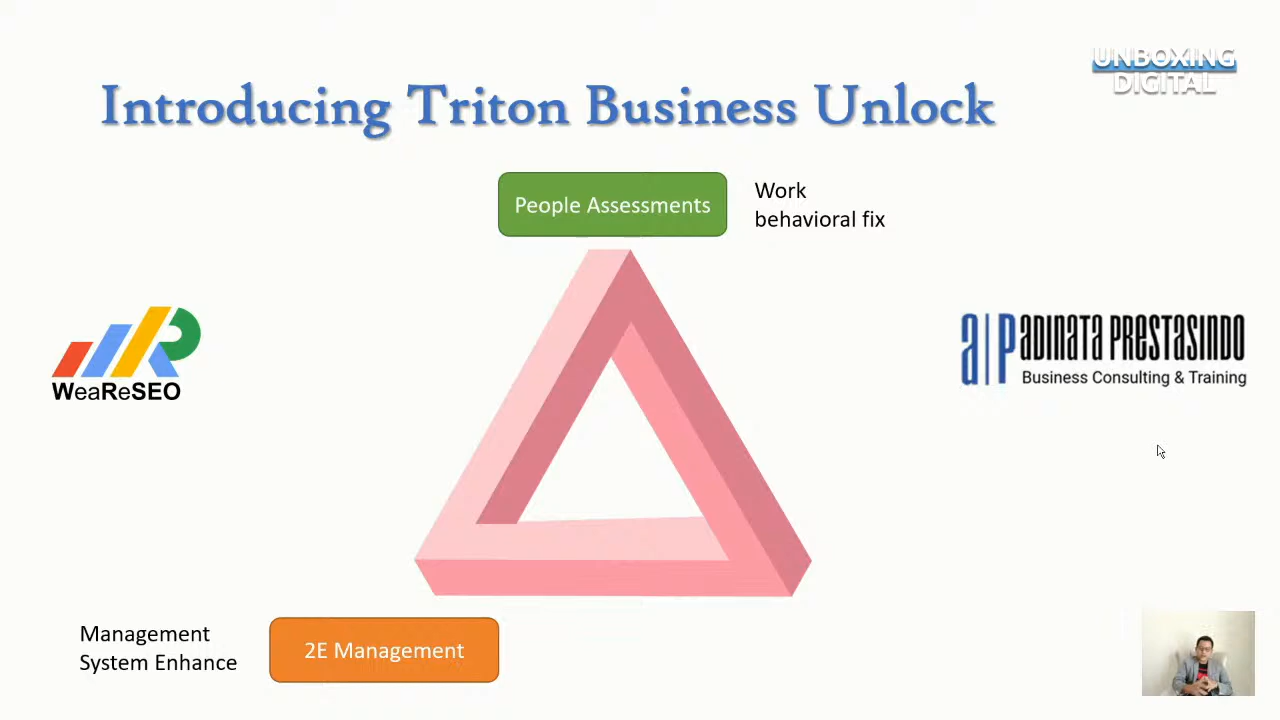 UNBOXING
DIGITAL
Introducing Triton Business Unlock
People Assessments
Work
behavioral fix
WeaReSEO
a|P ADINATA PRESTASINDO
Business Consulting & Training
Management
System Enhance
2E Management